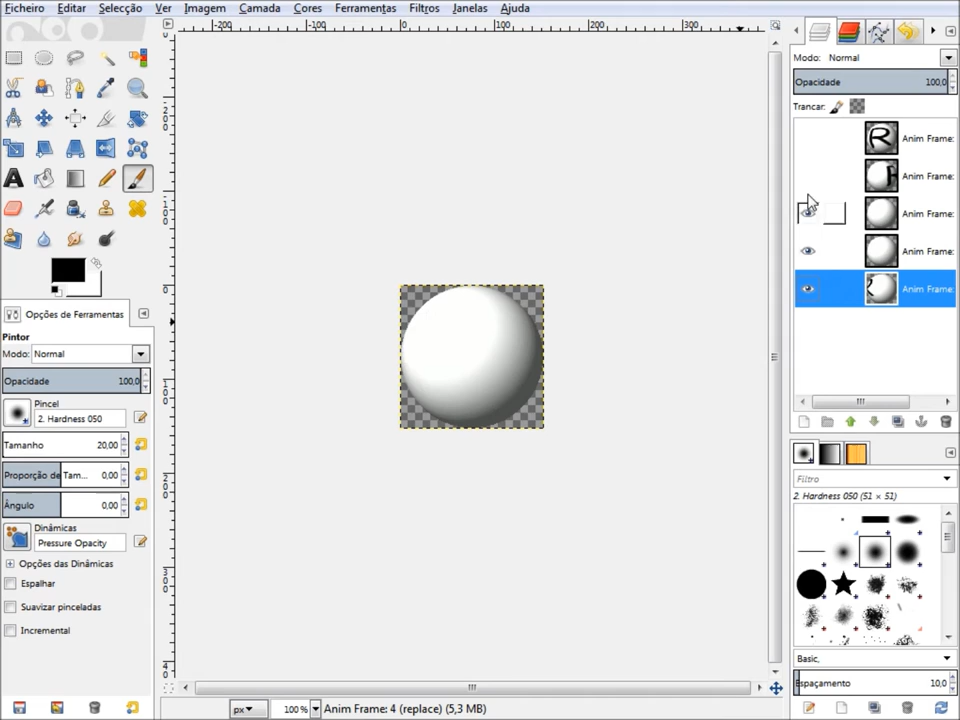 Ficheiro Editar Seleção Ver Imagem Camada Cores Ferramentas Filtros Janelas Ajuda
-200 -100 0 100 200 300
Modo: Normal
Opacidade 100,0
Trancar:
Anim Frame:
Anim Frame:
Anim Frame:
Anim Frame:
Anim Frame:
Opções de Ferramentas
Pintor
Modo: Normal
Opacidade 100,0
Pincel
2. Hardness 050
Tamanho 20,00
Proporção de Tam... 0,00
Ângulo 0,00
Dinâmicas
Pressure Opacity
Opções das Dinâmicas
Espalhar
Suavizar pinceladas
Incremental
Filtro
2. Hardness 050 (51 × 51)
Basic,
Espaçamento 10,0
px 100 % Anim Frame: 4 (replace) (5,3 MB)